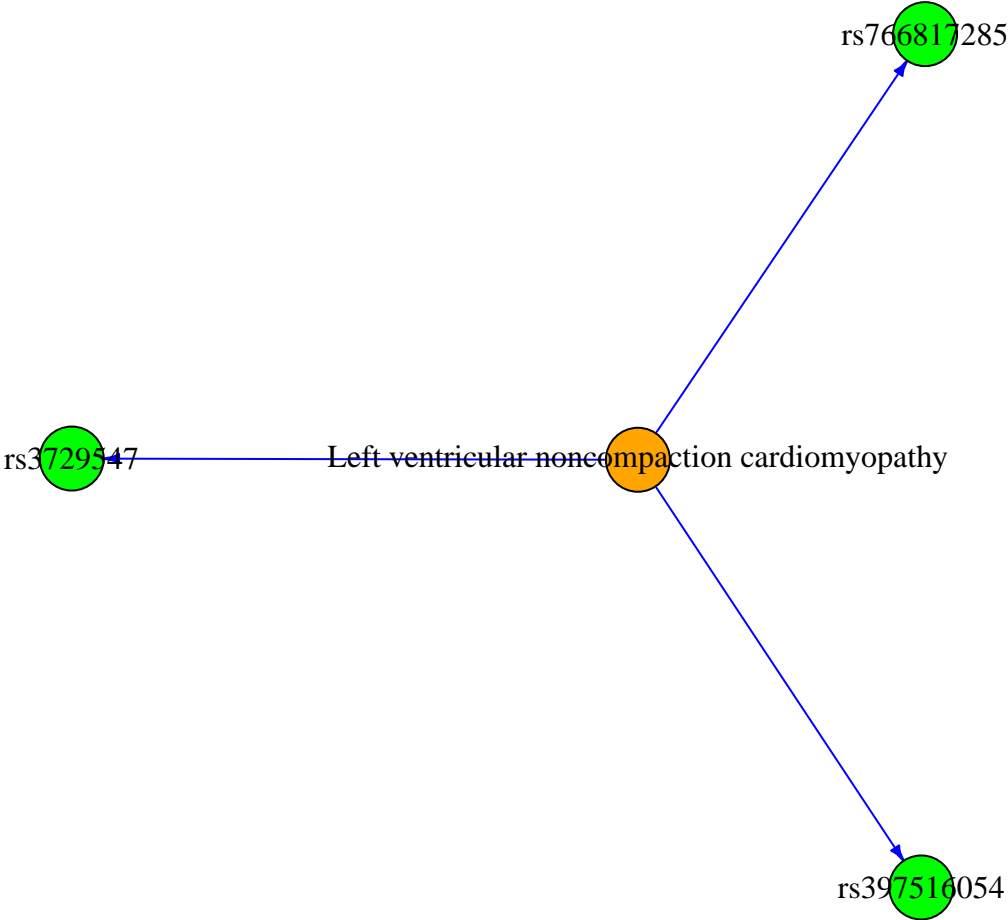 rs766817285
rs3729547
Left ventricular noncompaction cardiomyopathy
rs397516054